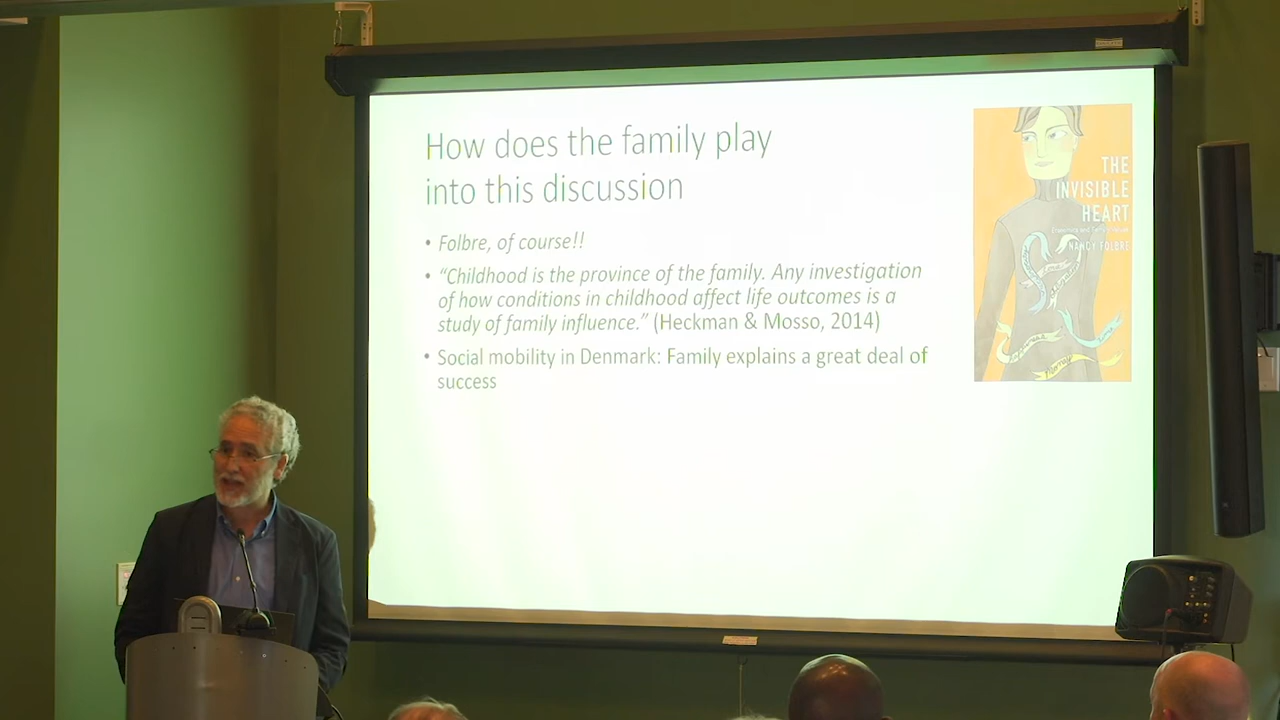 How does the family play
into this discussion
• Folbre, of course!!
• "Childhood is the province of the family. Any investigation
of how conditions in childhood affect life outcomes is a
study of family influence." (Heckman & Mosso, 2014)
• Social mobility in Denmark: Family explains a great deal of
success
THE
INVISIBLE
HEART
NANCY FOLBRE